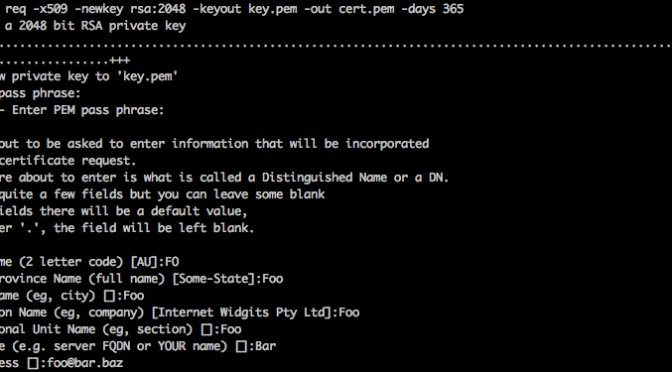 req -x509 -newkey rsa:2048 -keyout key.pem -out cert.pem -days 365
a 2048 bit RSA private key
................................................................................................................................
................+++
w private key to 'key.pem'
pass phrase:
- Enter PEM pass phrase:
out to be asked to enter information that will be incorporated
certificate request.
re about to enter is what is called a Distinguished Name or a DN.
quite a few fields but you can leave some blank
ields there will be a default value,
er '.', the field will be left blank.
me (2 letter code) [AU]:FO
rovince Name (full name) [Some-State]:Foo
ame (eg, city) []:Foo
on Name (eg, company) [Internet Widgits Pty Ltd]:Foo
onal Unit Name (eg, section) []:Foo
e (e.g. server FQDN or YOUR name) []:Bar
ess []:foo@bar.baz